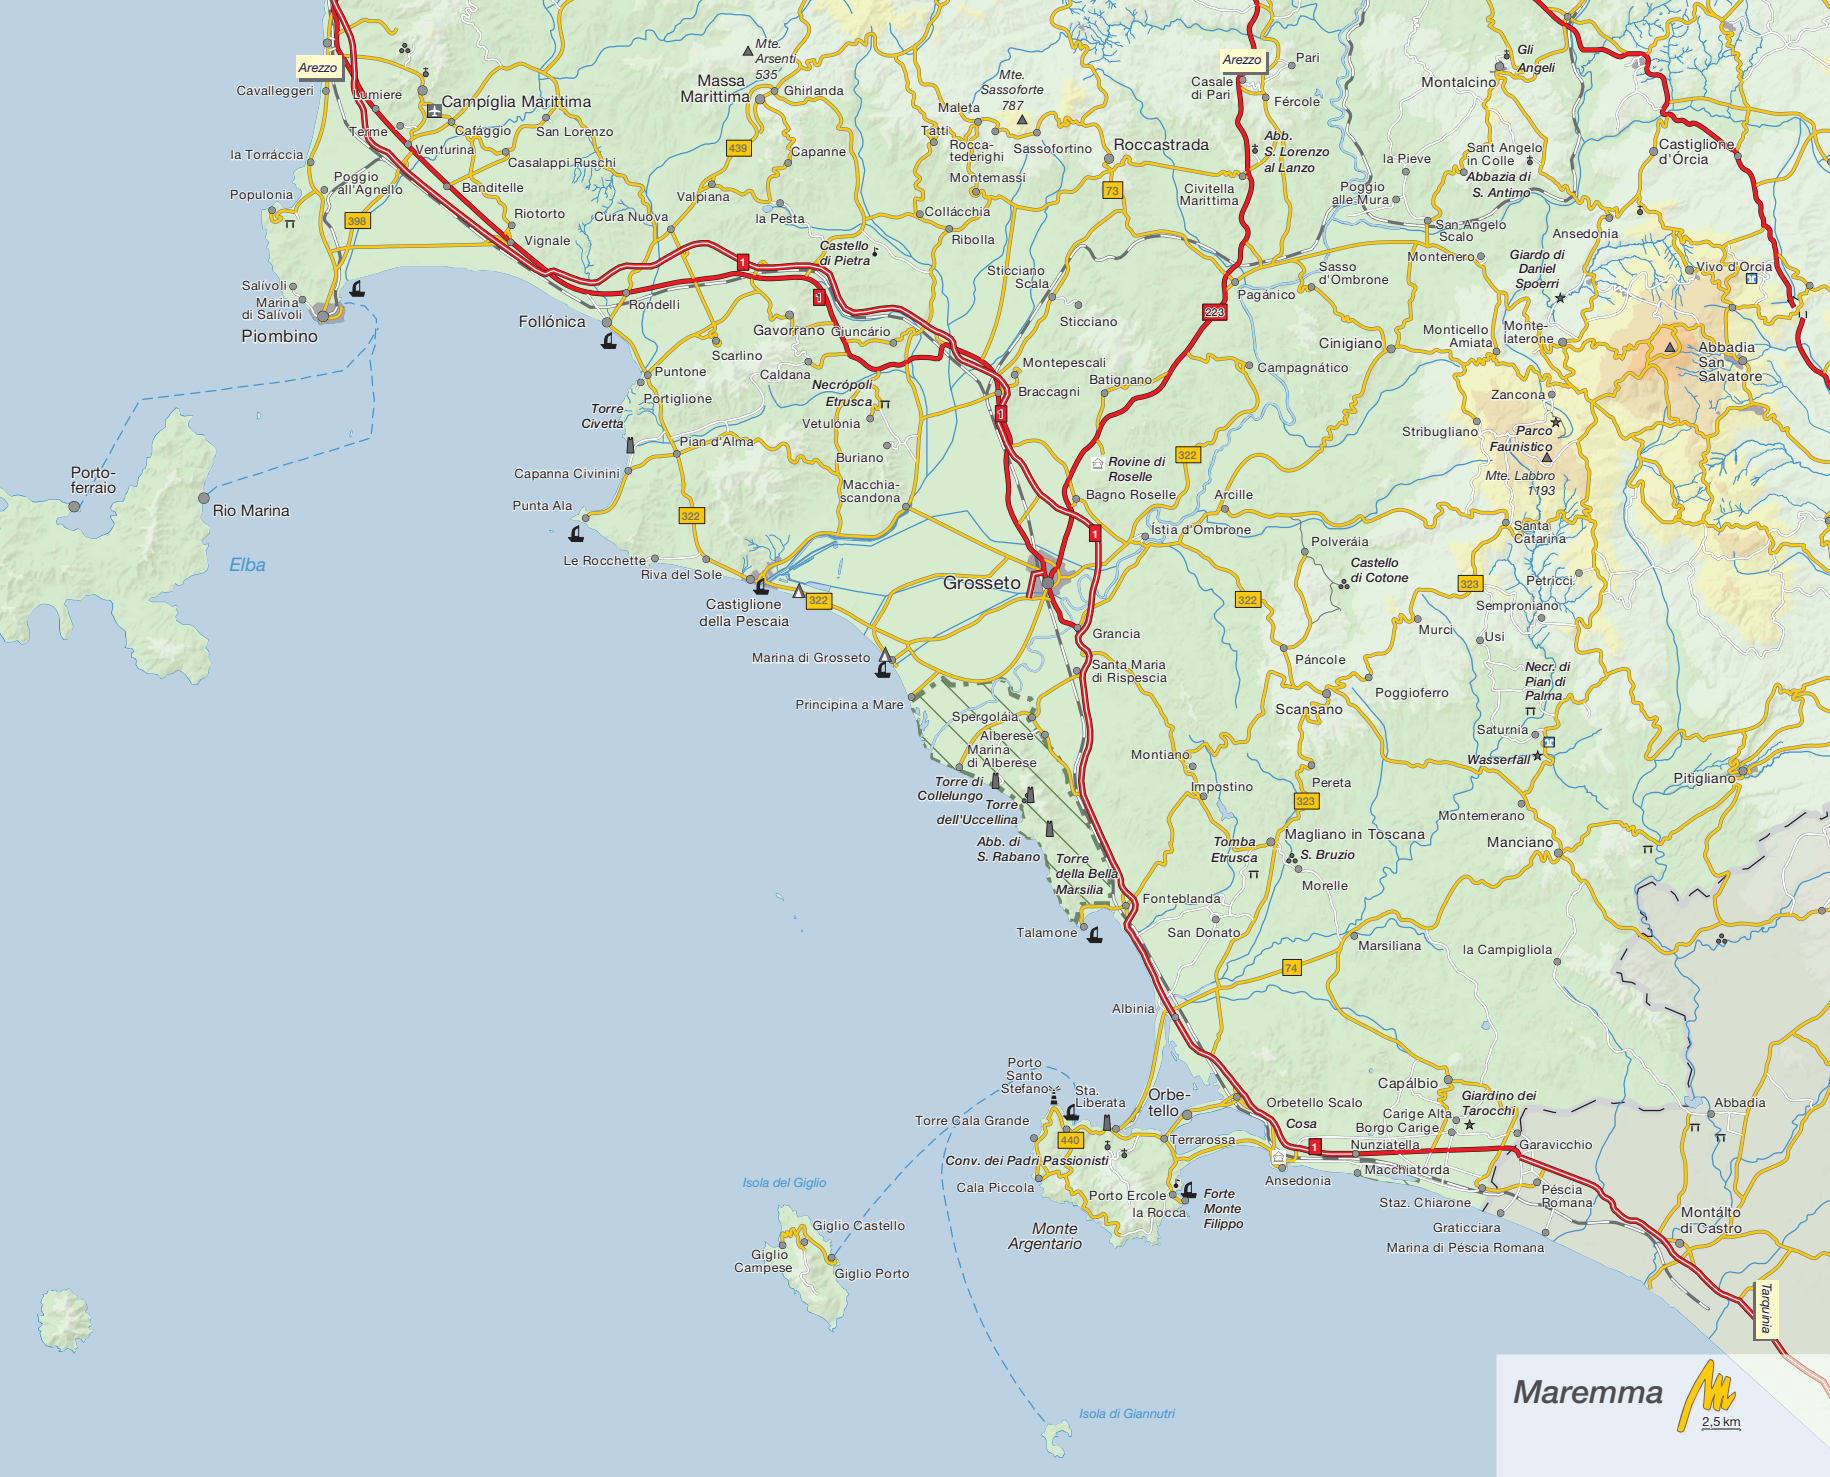 Mte.
Arsenti
535
Arezzo
Arezzo
Pari
Gli
Angeli
Cavalleggeri
Lumiere
Campíglia Marittima
Massa
Marittima
Ghirlanda
Mte.
Sassoforte
787
Casale
di Pari
Fércole
Montalcino
Terme
Cafággio
San Lorenzo
Maleta
Tatti
Rocca-
tederighi
Sassofortino
Roccastrada
Abb.
S. Lorenzo
al Lanzo
439
Capanne
la Torráccia
Venturina
Casalappi Ruschi
la Pieve
Sant Angelo
in Colle
Abbazia di
S. Antimo
Castiglione
d'Órcia
Populonia
Poggio
all'Agnello
Banditelle
Valpiana
Montemassi
73
Civitella
Marittima
Poggio
alle Mura
398
Riotorto
Vignale
Cura Nuova
la Pesta
Collácchia
Ribolla
San Angelo
Scalo
Ansedonia
Castello
di Pietra
1
1
Sticciano
Scala
Sticciano
Pagánico
Sasso
d'Ombrone
Montenero
Giardo di
Daniel
Spoerri
Vivo d'Orcia
Salívoli
Marina
di Salívoli
Piombino
Rondelli
Follónica
223
Gavorrano
Giuncário
Scarlino
Caldana
Cinigiano
Monticello
Amiata
Monte-
laterone
Abbadia
San
Salvatore
Puntone
Portiglione
Necrópoli
Etrusca
Montepescali
Braccagni
Batignano
Campagnático
Zancona
Torre
Civetta
Vetulónia
1
Stribugliano
Parco
Faunistico
Pian d'Alma
Buriano
322
Rovine di
Roselle
Mte. Labbro
1193
Porto-
ferraio
Rio Marina
Elba
Capanna Civinini
Punta Ala
Macchia-
scandona
Bagno Roselle
Arcille
322
1
Ístia d'Ombrone
Santa
Catarina
Le Rocchette
Riva del Sole
Polveráia
Castello
di Cotone
Petricci
Castiglione
della Pescaia
322
Grosseto
322
323
Semproniano
Grancia
Murci
Usi
Marina di Grosseto
Santa Maria
di Rispescia
Páncole
Necr. di
Pian di
Palma
Principina a Mare
Poggioferro
Scansano
Spergoláia
Alberese
Marina
di Alberese
Saturnia
Wasserfall
Montiano
Pereta
Pitigliano
Torre di
Collelungo
Torre
dell'Uccellina
Impostino
323
Montemerano
Abb. di
S. Rabano
Torre
della Bella
Marsilia
Tomba
Etrusca
Magliano in Toscana
S. Bruzio
Manciano
Morelle
Fonteblanda
Talamone
San Donato
Marsiliana
la Campigliola
74
Albinia
Porto
Santo
Stefano
Sta.
Liberata
Orbe-
tello
Capálbio
Orbetello Scalo
Giardino dei
Tarocchi
Abbadia
Torre Cala Grande
440
Terrarossa
Cosa
Carige Alta
Borgo Carige
1
Nunziatella
Garavicchio
Conv. dei Padri Passionisti
Macchiatorda
Ansedonia
Cala Piccola
Porto Ercole
la Rocca
Forte
Monte
Filippo
Staz. Chiarone
Péscia
Romana
Graticciara
Marina di Péscia Romana
Montálto
di Castro
Isola del Giglio
Giglio Castello
Giglio
Campese
Giglio Porto
Monte
Argentario
Tarquinia
Isola di Giannutri
Maremma
2,5 km